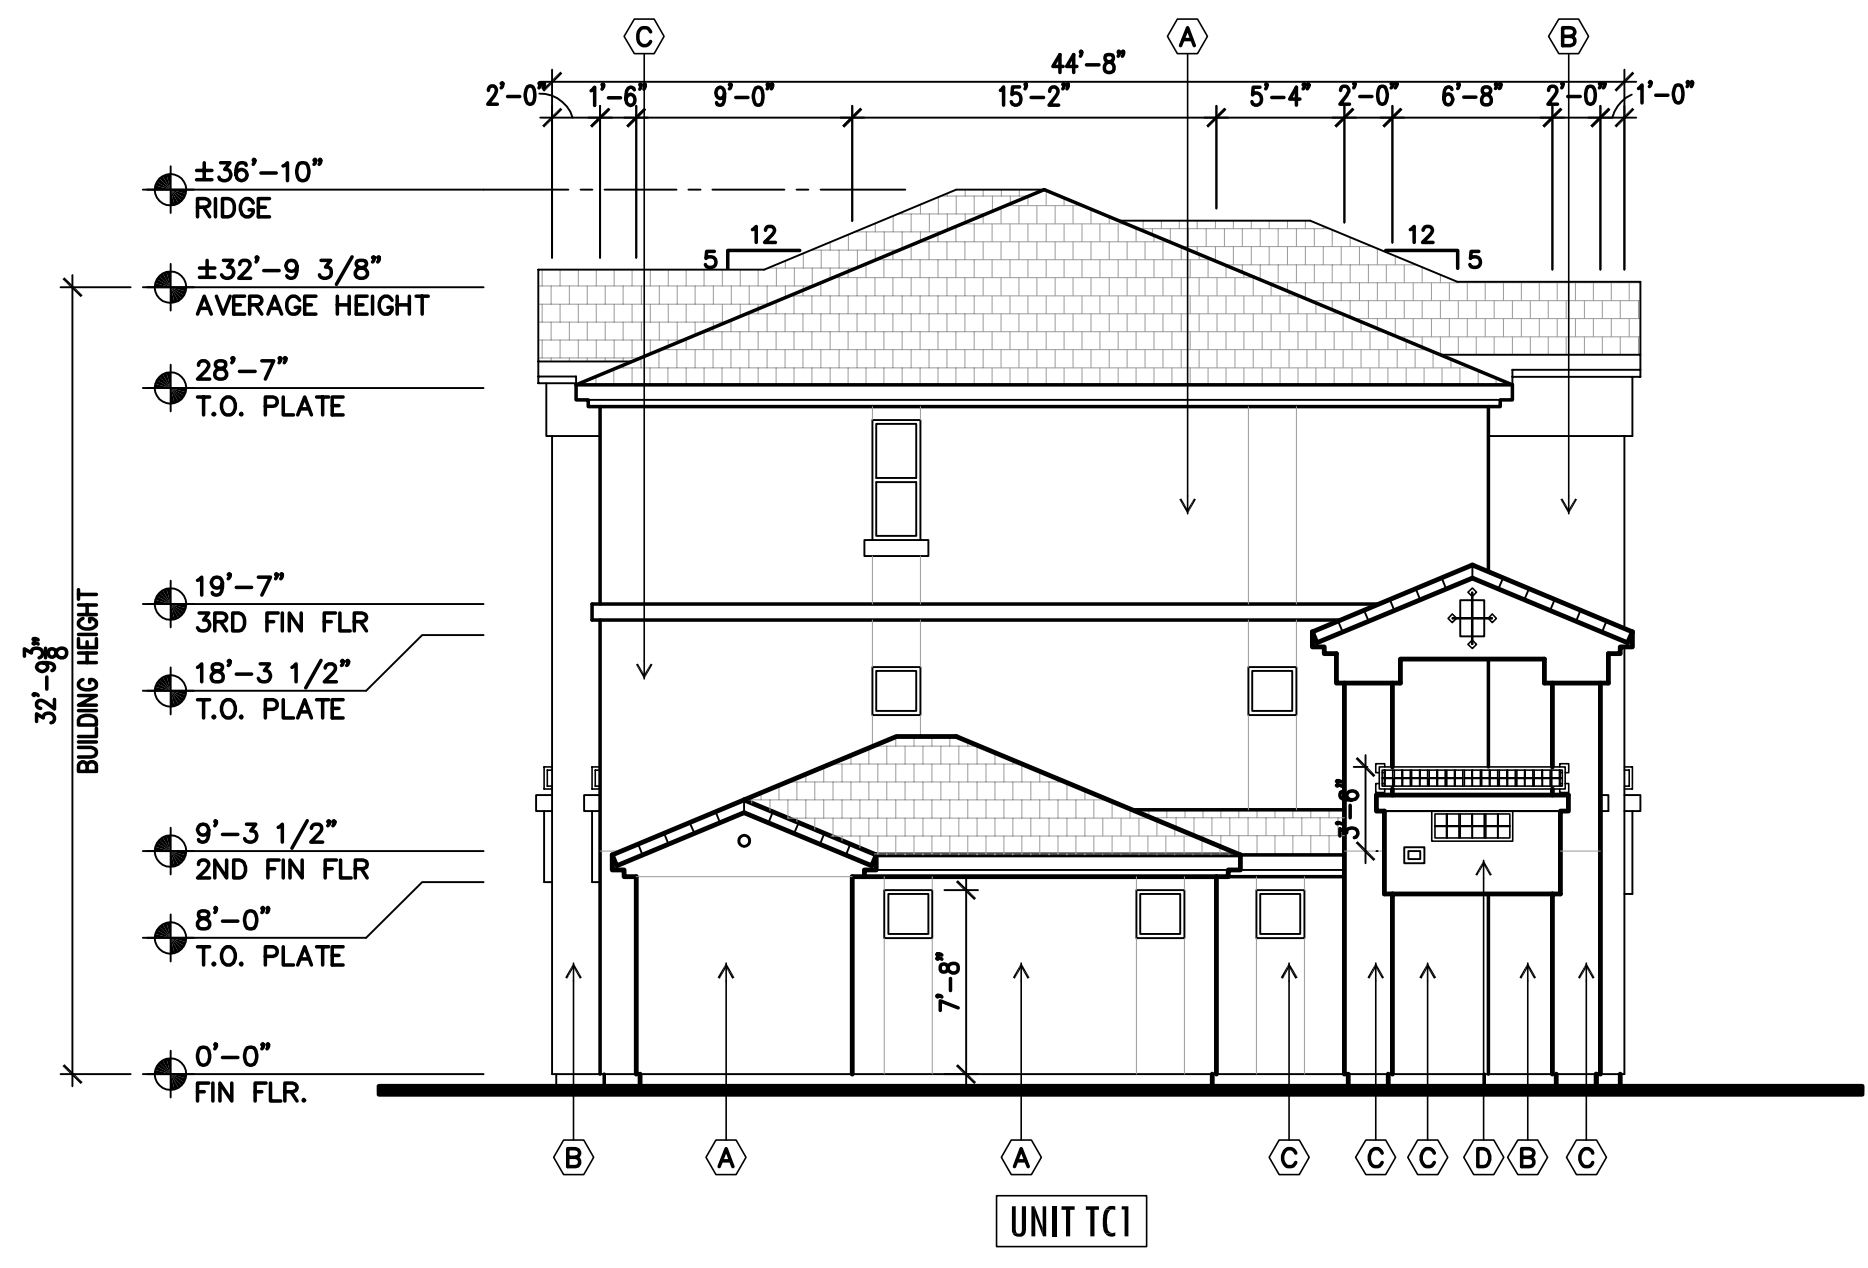 C
A
B
44'-8"
2'-0" 1'-6" 9'-0" 15'-2" 5'-4" 2'-0" 6'-8" 2'-0" 1'-0"
±36'-10"
RIDGE
12
5
12
5
±32'-9 3/8"
AVERAGE HEIGHT
28'-7"
T.O. PLATE
19'-7"
3RD FIN FLR
18'-3 1/2"
T.O. PLATE
32'-9 3/8"
BUILDING HEIGHT
3'-6"
9'-3 1/2"
2ND FIN FLR
8'-0"
T.O. PLATE
7'-8"
0'-0"
FIN FLR.
B A A C C C D B C
UNIT TC1